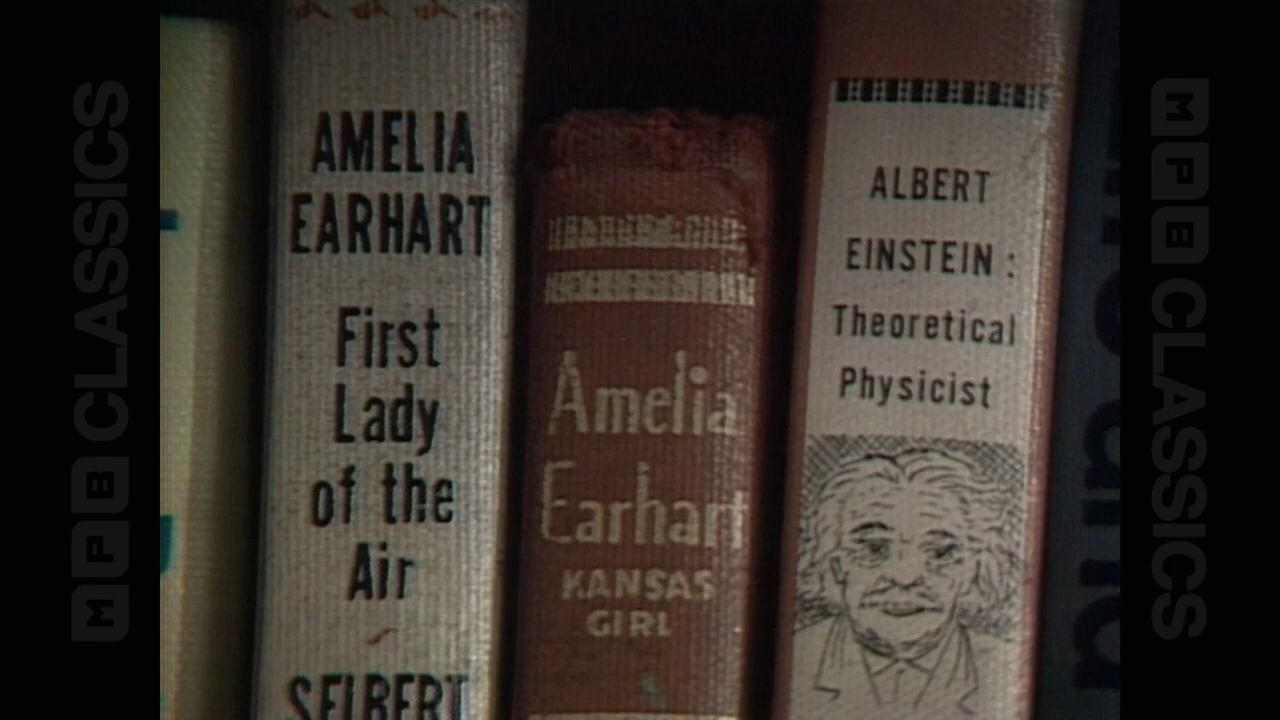 MPB CLASSICS
AMELIA
EARHART
First
Lady
of the
Air
SEIBERT
Amelia
Earhart
KANSAS
GIRL
ALBERT
EINSTEIN :
Theoretical
Physicist
MPB CLASSICS